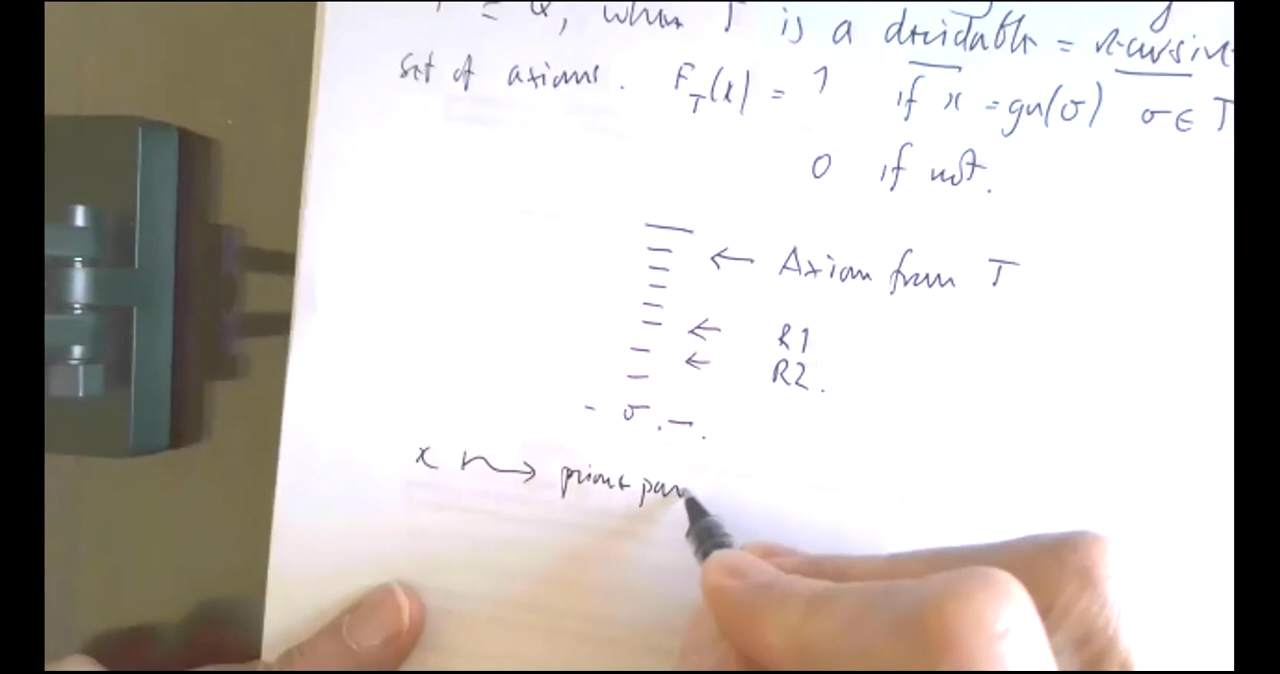 = Q, when T is a decidable = recursive
set of axioms. F_T(x) = 1 if x = gn(σ) σ ∈ T
0 if not.
← Axiom from T
← R1
← R2.
- σ. -.
x ⇝ prime pow